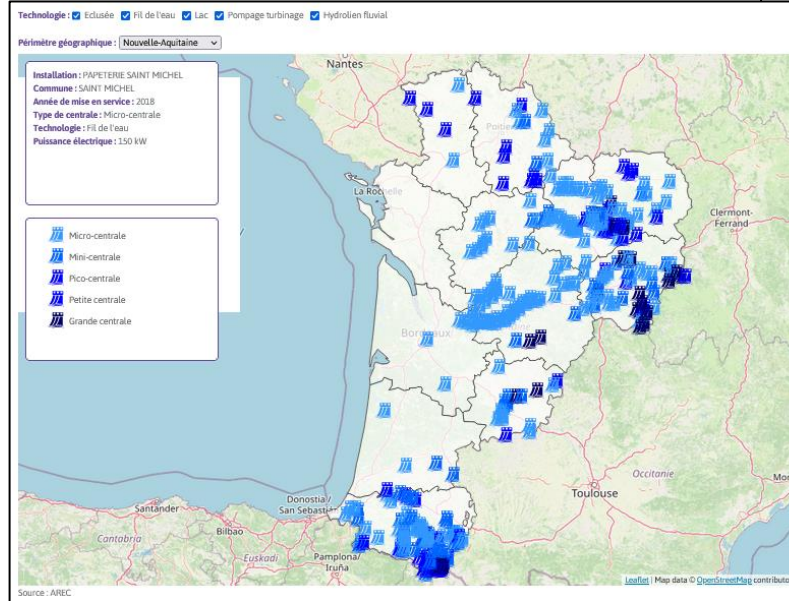 Technologie : Eclusée Fil de l'eau Lac Pompage turbinage Hydrolien fluvial
Périmètre géographique : Nouvelle-Aquitaine
Installation : PAPETERIE SAINT MICHEL
Commune : SAINT MICHEL
Année de mise en service : 2018
Type de centrale : Micro-centrale
Technologie : Fil de l'eau
Puissance électrique : 150 kW
Micro-centrale
Mini-centrale
Pico-centrale
Petite centrale
Grande centrale
Nantes
Poitiers
La Rochelle
Clermont-
Ferrand
Bordeaux
Occitanie
Toulouse
Donostia /
San Sebastián
Santander
Bilbao
Cantabria
Euskadi
Pamplona/
Iruña
Leaflet | Map data © OpenStreetMap contributo
Source : AREC